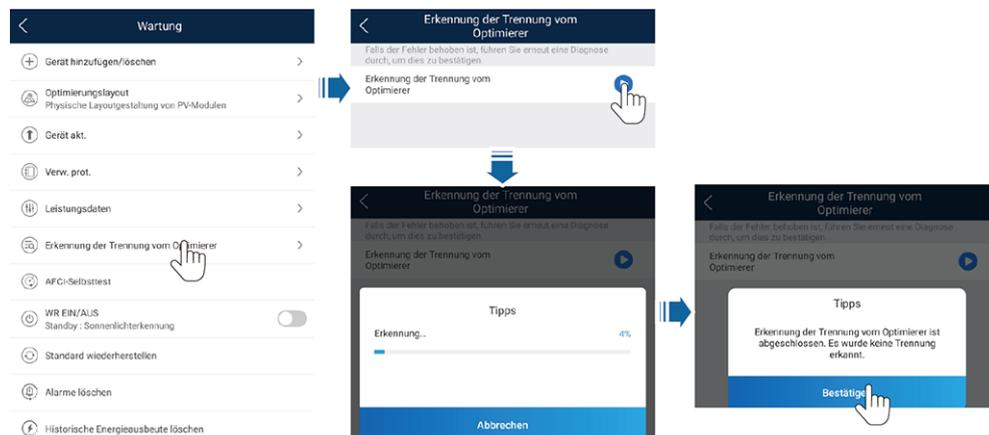 Wartung
Gerät hinzufügen/löschen
Optimierungslayout
Physische Layoutgestaltung von PV-Modulen
Gerät akt.
Verw. prot.
Leistungsdaten
Erkennung der Trennung vom Optimierer
AFCI-Selbsttest
WR EIN/AUS
Standby : Sonnenlichterkennung
Standard wiederherstellen
Alarme löschen
Historische Energieausbeute löschen
Erkennung der Trennung vom
Optimierer
Falls der Fehler behoben ist, führen Sie erneut eine Diagnose
durch, um dies zu bestätigen.
Erkennung der Trennung vom
Optimierer
Erkennung der Trennung vom
Optimierer
Falls der Fehler behoben ist, führen Sie erneut eine Diagnose
durch, um dies zu bestätigen.
Erkennung der Trennung vom
Optimierer
Tipps
Erkennung... 4%
Abbrechen
Erkennung der Trennung vom
Optimierer
Falls der Fehler behoben ist, führen Sie erneut eine Diagnose
durch, um dies zu bestätigen.
Erkennung der Trennung vom
Optimierer
Tipps
Erkennung der Trennung vom Optimierer ist
abgeschlossen. Es wurde keine Trennung
erkannt.
Bestätige